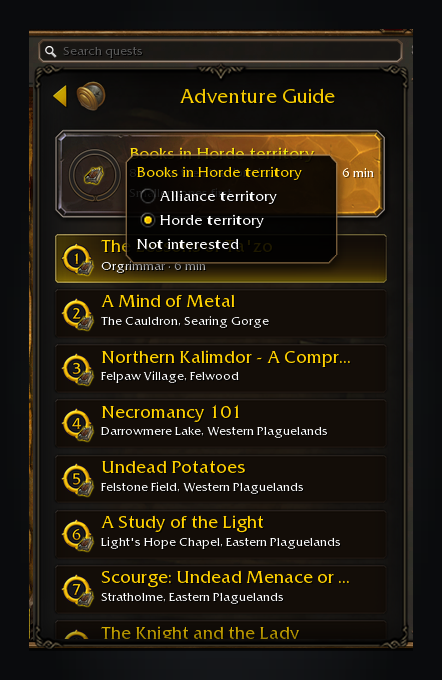 Search quests
Adventure Guide
Books in Horde territory
6 min
Books in Horde territory
Alliance territory
Horde territory
Not interested
Orgrimmar · 6 min
A Mind of Metal
The Cauldron, Searing Gorge
Northern Kalimdor - A Compr...
Felpaw Village, Felwood
Necromancy 101
Darrowmere Lake, Western Plaguelands
Undead Potatoes
Felstone Field, Western Plaguelands
A Study of the Light
Light's Hope Chapel, Eastern Plaguelands
Scourge: Undead Menace or ...
Stratholme, Eastern Plaguelands
The Knight and the Lady
1
2
3
4
5
6
7